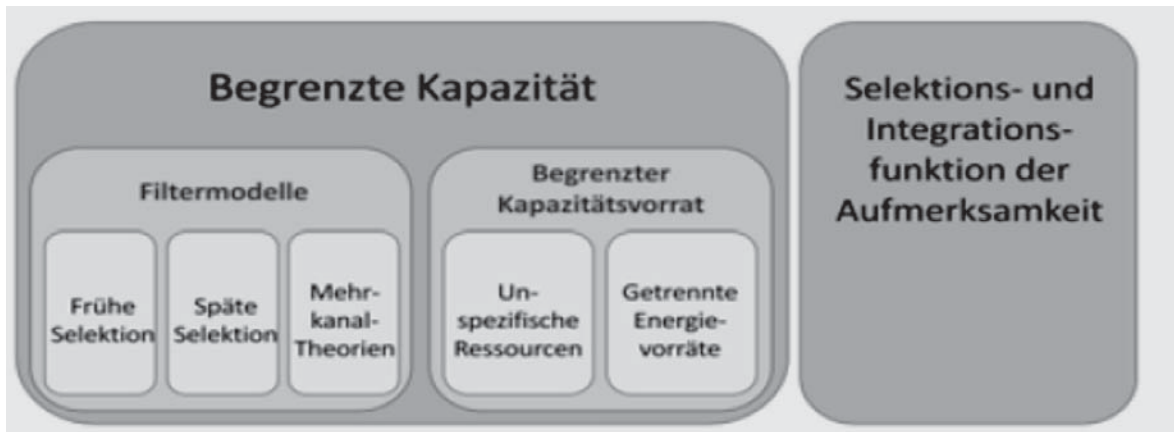 Begrenzte Kapazität
Filtermodelle
Frühe
Selektion
Späte
Selektion
Mehr-
kanal-
Theorien
Begrenzter
Kapazitätsvorrat
Un-
spezifische
Ressourcen
Getrennte
Energie-
vorräte
Selektions- und
Integrations-
funktion der
Aufmerksamkeit